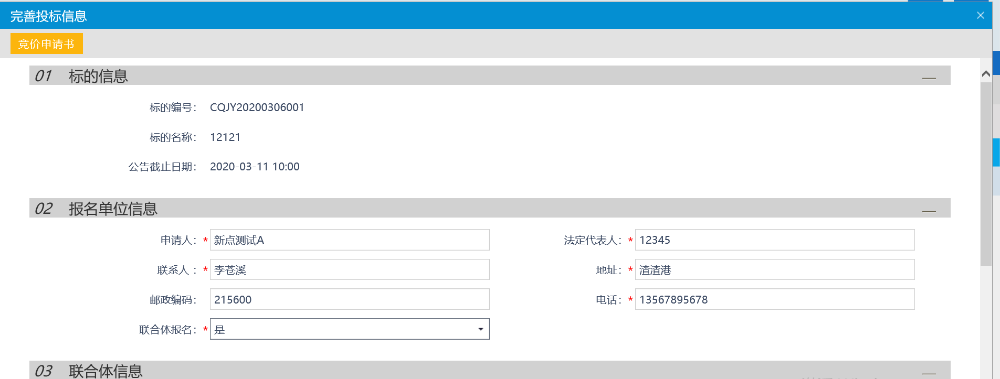 完善投标信息
竞价申请书
01 标的信息
标的编号： CQJY20200306001
标的名称： 12121
公告截止日期： 2020-03-11 10:00
02 报名单位信息
申请人：* 新点测试A 法定代表人：* 12345
联系人 ：* 李苍溪 地址：* 渣渣港
邮政编码： 215600 电话：* 13567895678
联合体报名：* 是
03 联合体信息